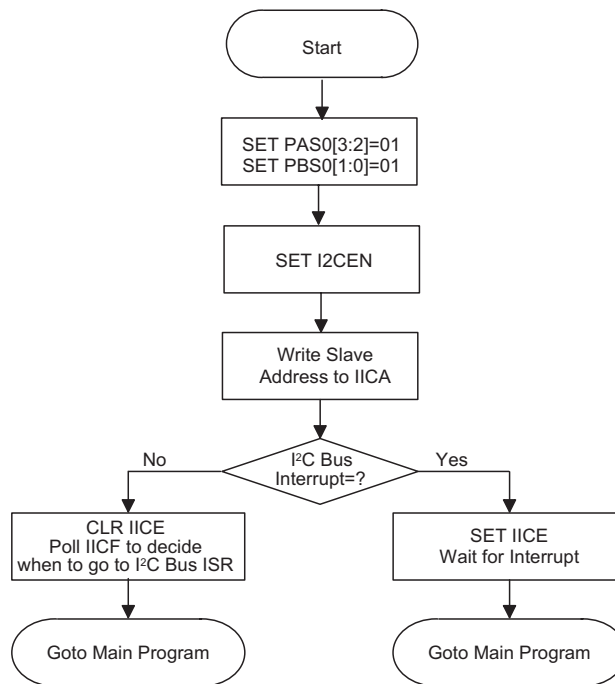 Start
SET PAS0[3:2]=01
SET PBS0[1:0]=01
SET I2CEN
Write Slave
Address to IICA
I²C Bus
Interrupt=?
No
Yes
CLR IICE
Poll IICF to decide
when to go to I²C Bus ISR
SET IICE
Wait for Interrupt
Goto Main Program
Goto Main Program